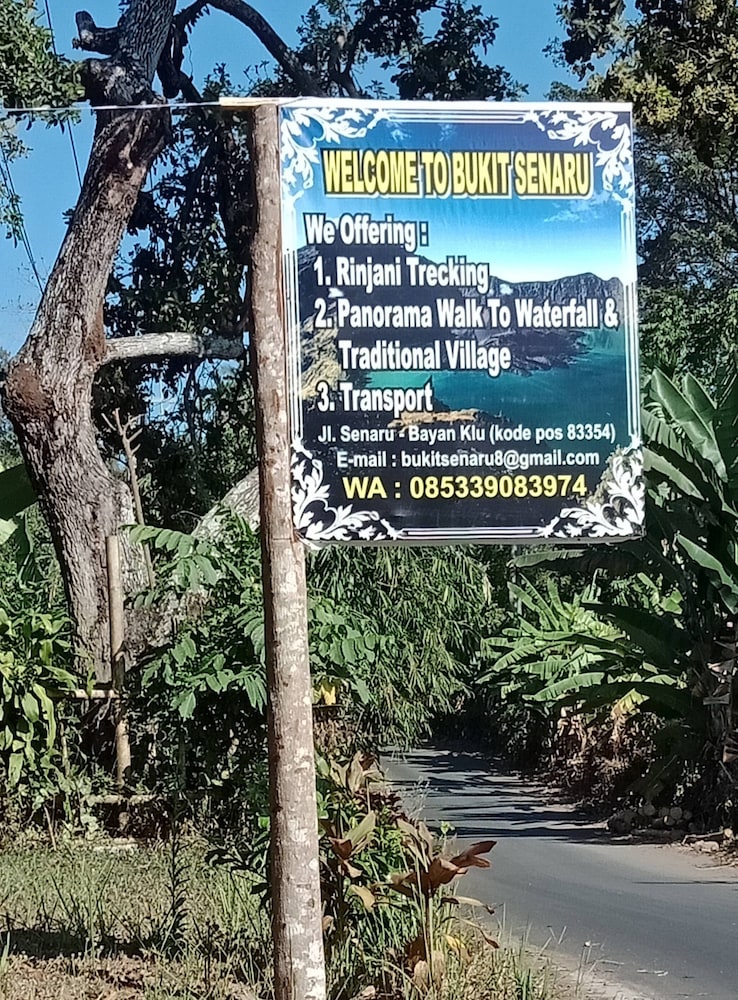 WELCOME TO BUKIT SENARU
We Offering :
1. Rinjani Trecking
2. Panorama Walk To Waterfall &
Traditional Village
3. Transport
Jl. Senaru - Bayan Klu (kode pos 83354)
E-mail : bukitsenaru8@gmail.com
WA : 085339083974